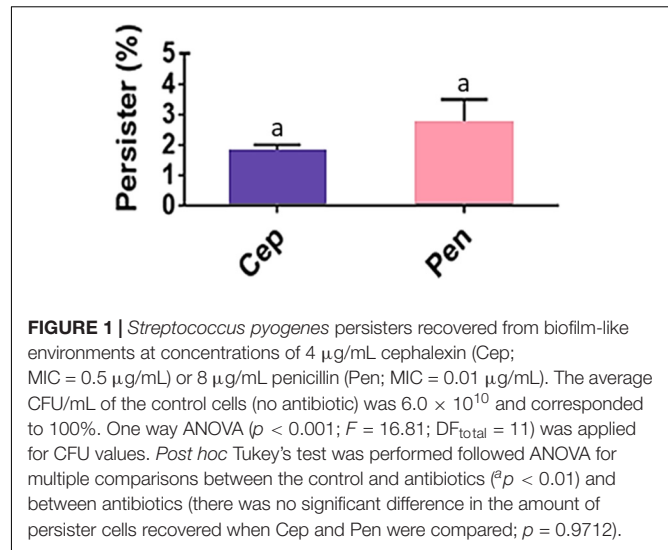 Persister (%)
5
4
3
2
1
0
a
a
Cep
Pen
FIGURE 1 | Streptococcus pyogenes persisters recovered from biofilm-like
environments at concentrations of 4 μg/mL cephalexin (Cep;
MIC = 0.5 μg/mL) or 8 μg/mL penicillin (Pen; MIC = 0.01 μg/mL). The average
CFU/mL of the control cells (no antibiotic) was 6.0 × 10¹⁰ and corresponded
to 100%. One way ANOVA (p < 0.001; F = 16.81; DFtotal = 11) was applied
for CFU values. Post hoc Tukey's test was performed followed ANOVA for
multiple comparisons between the control and antibiotics (ᵃp < 0.01) and
between antibiotics (there was no significant difference in the amount of
persister cells recovered when Cep and Pen were compared; p = 0.9712).